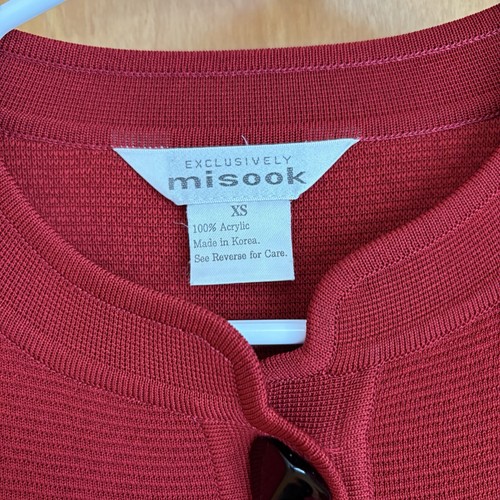 EXCLUSIVELY
misook
XS
100% Acrylic
Made in Korea.
See Reverse for Care.